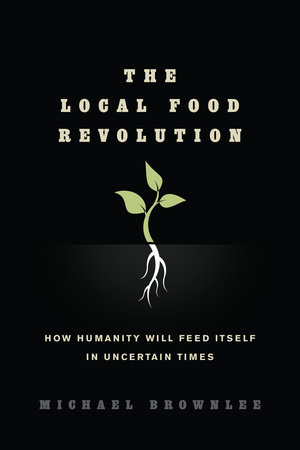 THE
LOCAL FOOD
REVOLUTION
HOW HUMANITY WILL FEED ITSELF
IN UNCERTAIN TIMES
MICHAEL BROWNLEE